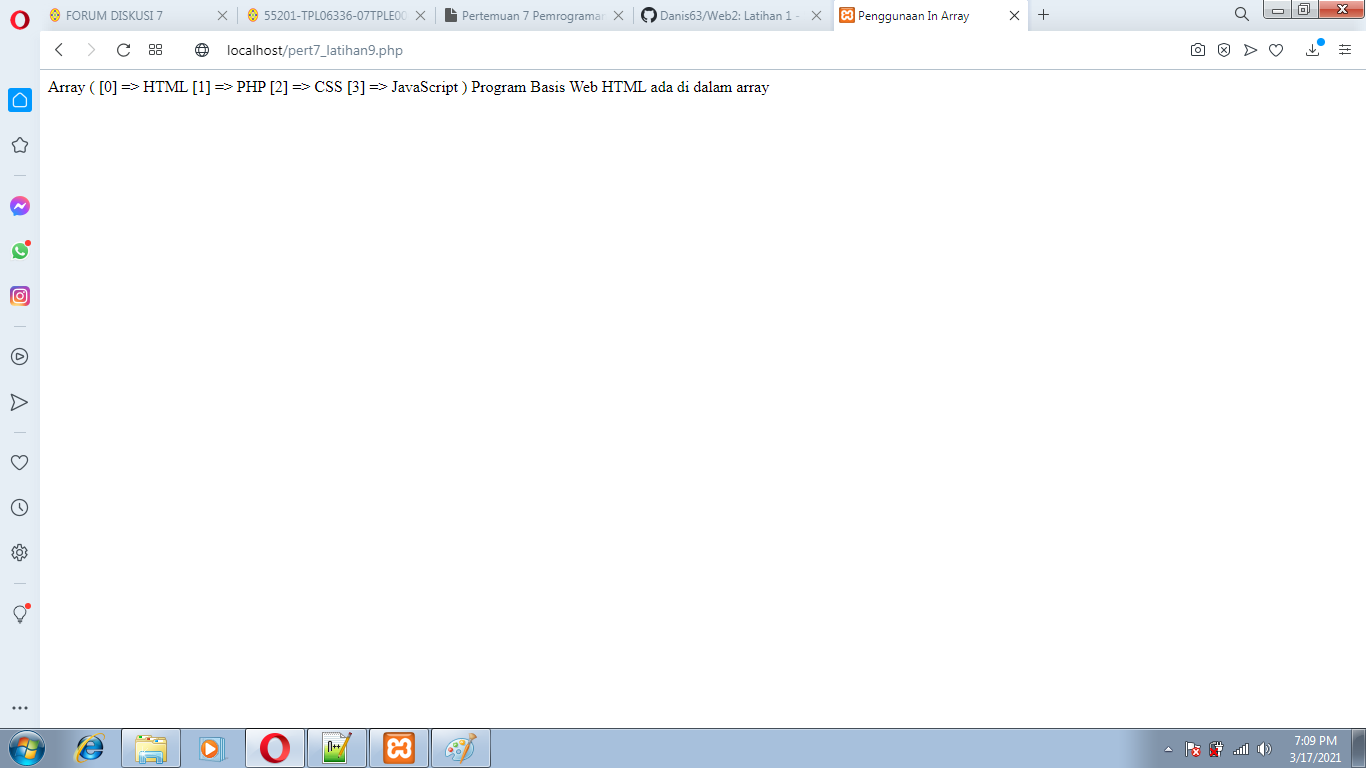 FORUM DISKUSI 7
55201-TPL06336-07TPLE00
Pertemuan 7 Pemrograman
Danis63/Web2: Latihan 1 -
Penggunaan In Array
localhost/pert7_latihan9.php
Array ( [0] => HTML [1] => PHP [2] => CSS [3] => JavaScript ) Program Basis Web HTML ada di dalam array
7:09 PM
3/17/2021